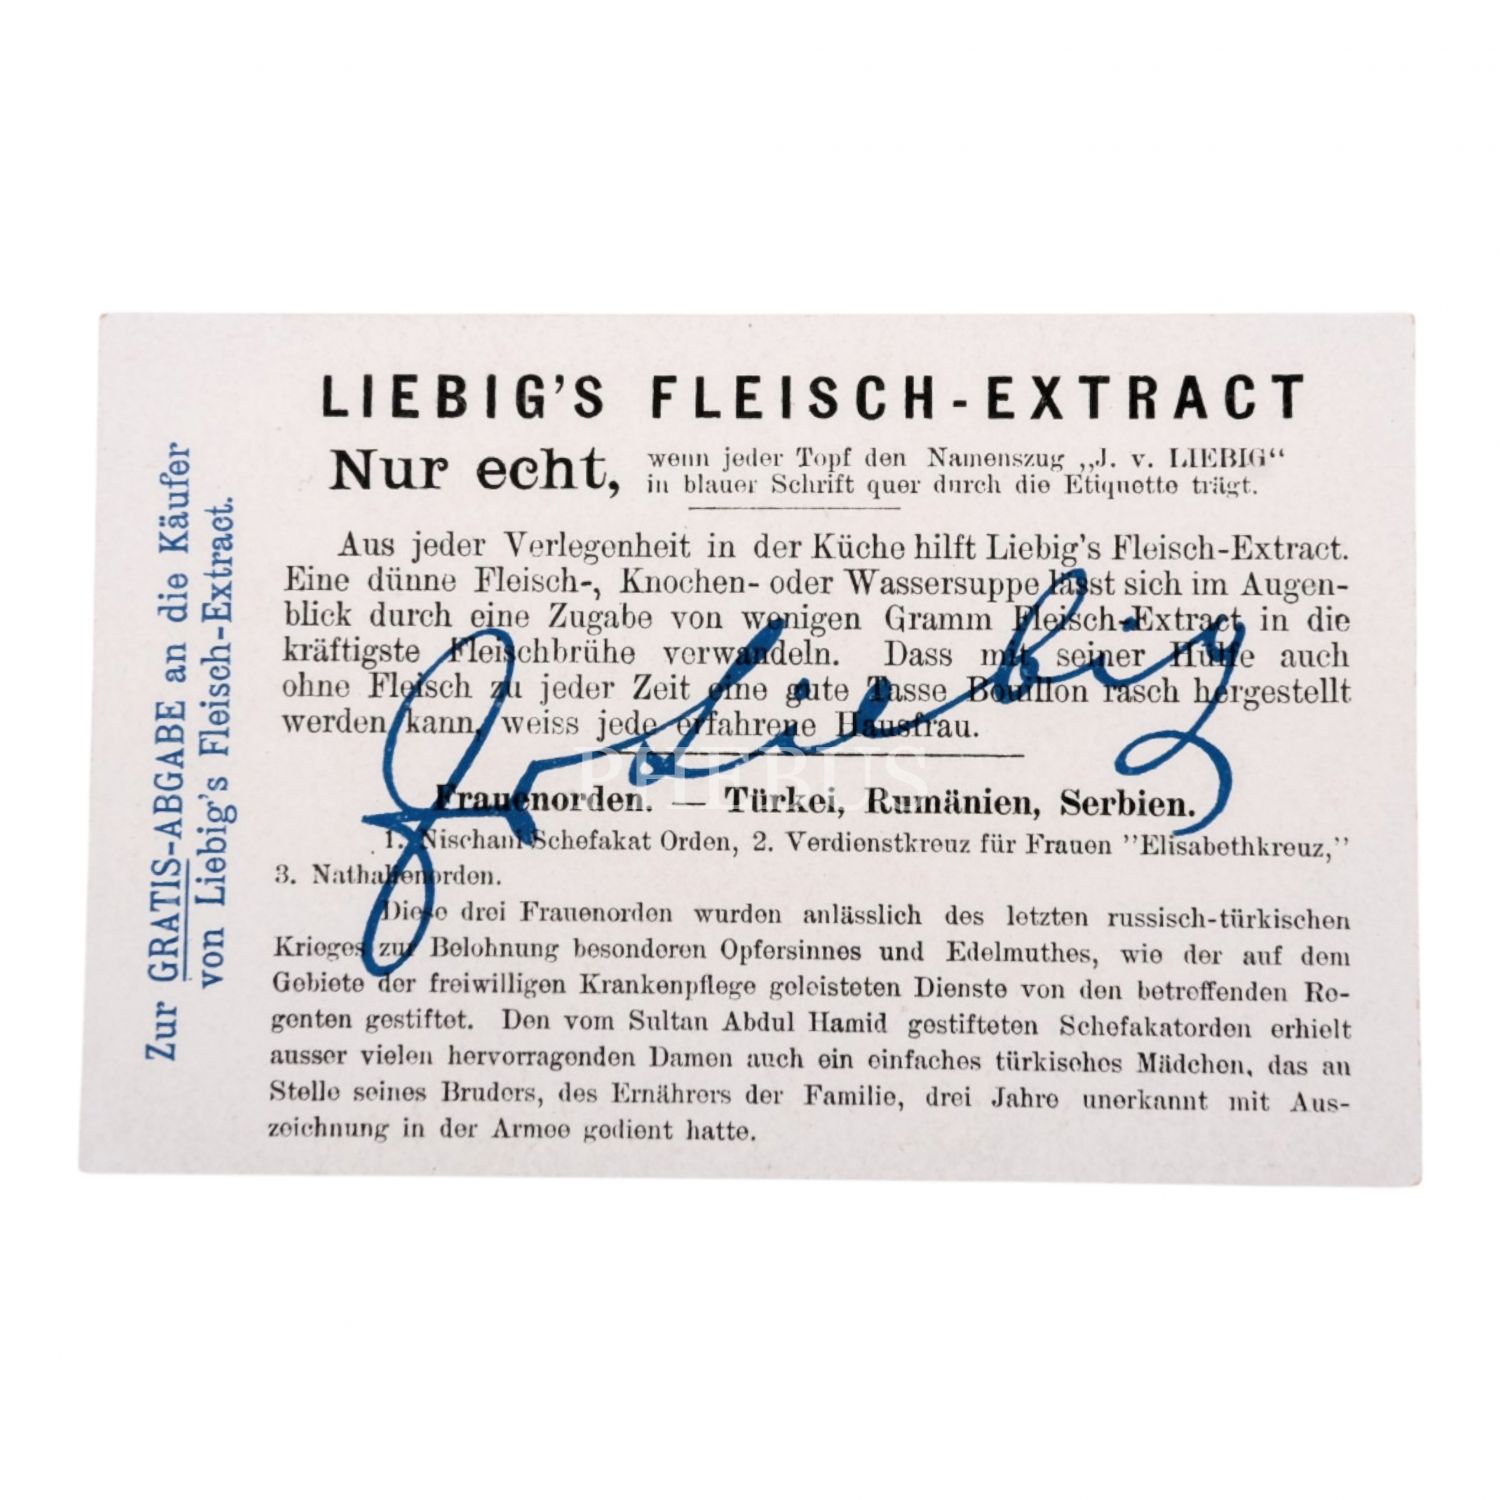 LIEBIG'S FLEISCH-EXTRACT
Nur echt, wenn jeder Topf den Namenszug „J. v. LIEBIG“
in blauer Schrift quer durch die Etiquette trägt.
Aus jeder Verlegenheit in der Küche hilft Liebig's Fleisch-Extract.
Eine dünne Fleisch-, Knochen- oder Wassersuppe lässt sich im Augen-
blick durch eine Zugabe von wenigen Gramm Fleisch-Extract in die
kräftigste Fleischbrühe verwandeln. Dass mit seiner Hülfe auch
ohne Fleisch zu jeder Zeit eine gute Tasse Bouillon rasch hergestellt
werden kann, weiss jede erfahrene Hausfrau.
JvLiebig
PHEBUS
Frauenorden. — Türkei, Rumänien, Serbien.
1. Nischani Schefakat Orden, 2. Verdienstkreuz für Frauen "Elisabethkreuz,"
3. Nathalienorden.
Diese drei Frauenorden wurden anlässlich des letzten russisch-türkischen
Krieges zur Belohnung besonderen Opfersinnes und Edelmuthes, wie der auf dem
Gebiete der freiwilligen Krankenpflege geleisteten Dienste von den betreffenden Re-
genten gestiftet. Den vom Sultan Abdul Hamid gestifteten Schefakatorden erhielt
ausser vielen hervorragenden Damen auch ein einfaches türkisches Mädchen, das an
Stelle seines Bruders, des Ernährers der Familie, drei Jahre unerkannt mit Aus-
zeichnung in der Armee gedient hatte.
Zur GRATIS-ABGABE an die Käufer
von Liebig's Fleisch-Extract.